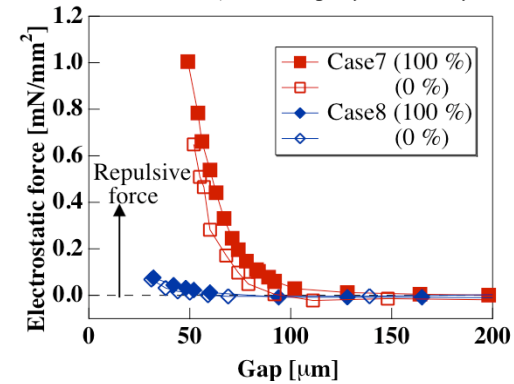 1.2
1.0
0.8
0.6
0.4
0.2
0.0
Electrostatic force [mN/mm²]
Case7 (100 %)
(0 %)
Case8 (100 %)
(0 %)
Repulsive
force
0
50
100
150
200
Gap [µm]